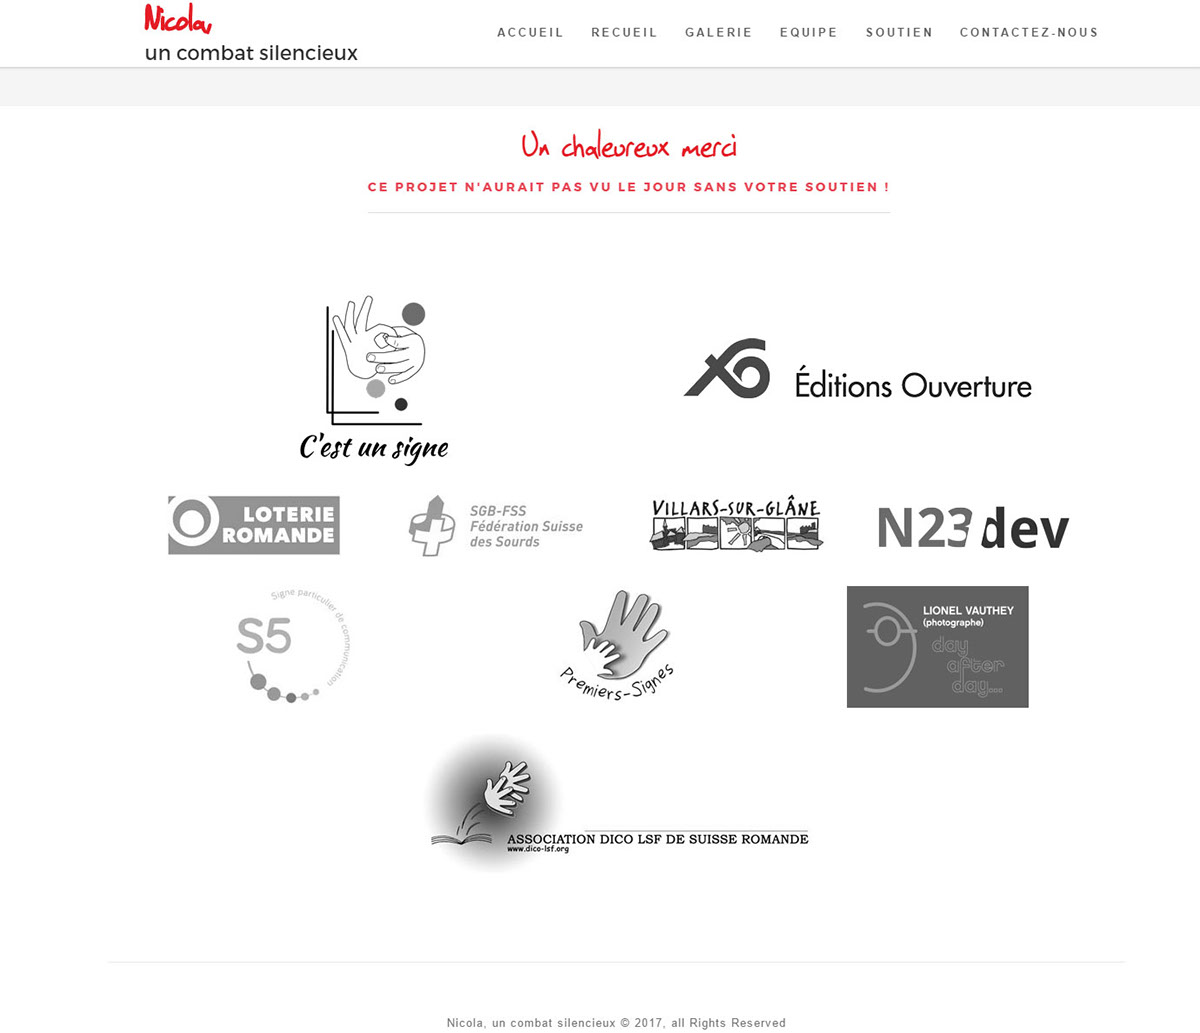 Nicola,
un combat silencieux
ACCUEIL RECUEIL GALERIE EQUIPE SOUTIEN CONTACTEZ-NOUS
Un chaleureux merci
CE PROJET N'AURAIT PAS VU LE JOUR SANS VOTRE SOUTIEN !
C'est un signe
Éditions Ouverture
LOTERIE
ROMANDE
SGB-FSS
Fédération Suisse
des Sourds
VILLARS-SUR-GLÂNE
N23 dev
S5
Signe particulier de communication
Premiers-Signes
LIONEL VAUTHEY
(photographe)
day
after
day...
ASSOCIATION DICO LSF DE SUISSE ROMANDE
www.dico-lsf.org
Nicola, un combat silencieux © 2017, all Rights Reserved